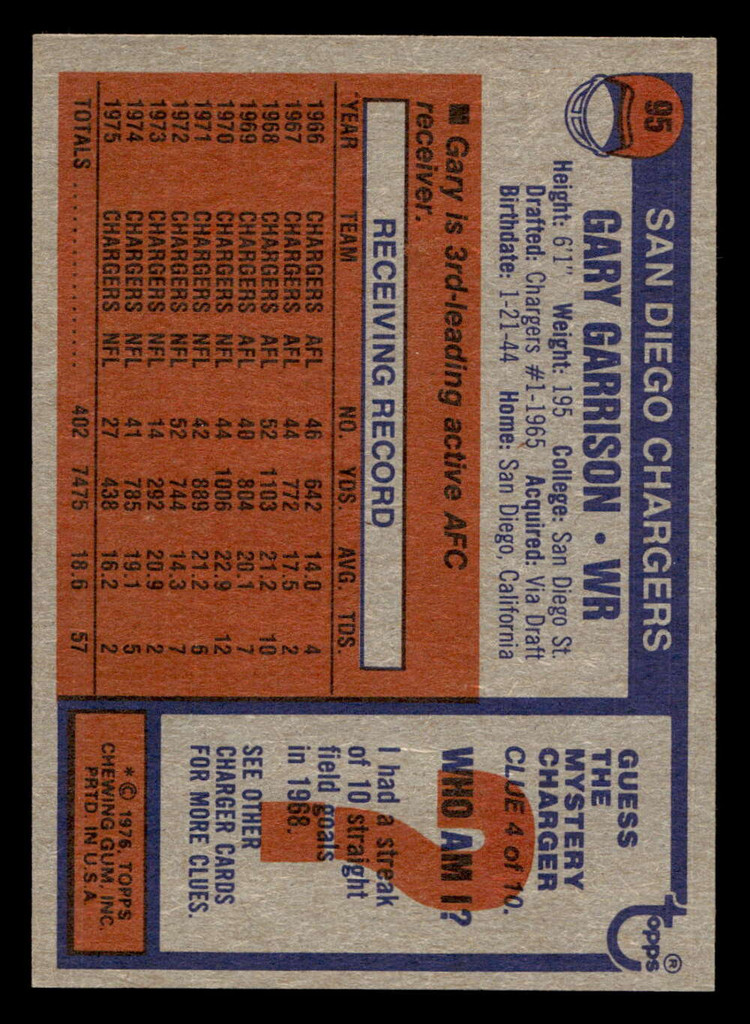 95
SAN DIEGO CHARGERS
GARY GARRISON • WR
Height: 6'1" Weight: 195 College: San Diego St.
Drafted: Chargers #1-1965 Acquired: Via Draft
Birthdate: 1-21-44 Home: San Diego, California
■ Gary is 3rd-leading active AFC
receiver.
RECEIVING RECORD
YEAR TEAM NO. YDS. AVG. TDS.
1966 CHARGERS AFL 46 642 14.0 4
1967 CHARGERS AFL 44 772 17.5 2
1968 CHARGERS AFL 52 1103 21.2 10
1969 CHARGERS AFL 40 804 20.1 7
1970 CHARGERS NFL 44 1006 22.9 12
1971 CHARGERS NFL 42 889 21.2 6
1972 CHARGERS NFL 52 744 14.3 7
1973 CHARGERS NFL 14 292 20.9 2
1974 CHARGERS NFL 41 785 19.1 5
1975 CHARGERS NFL 27 438 16.2 2
TOTALS .................... 402 7475 18.6 57
topps®
GUESS
THE
MYSTERY
CHARGER
CLUE 4 of 10.
WHO AM I?
?
I had a streak
of 10 straight
field goals
in 1968.
SEE OTHER
CHARGER CARDS
FOR MORE CLUES.
* © 1976, TOPPS
CHEWING GUM, INC.
PRTD. IN U.S.A.